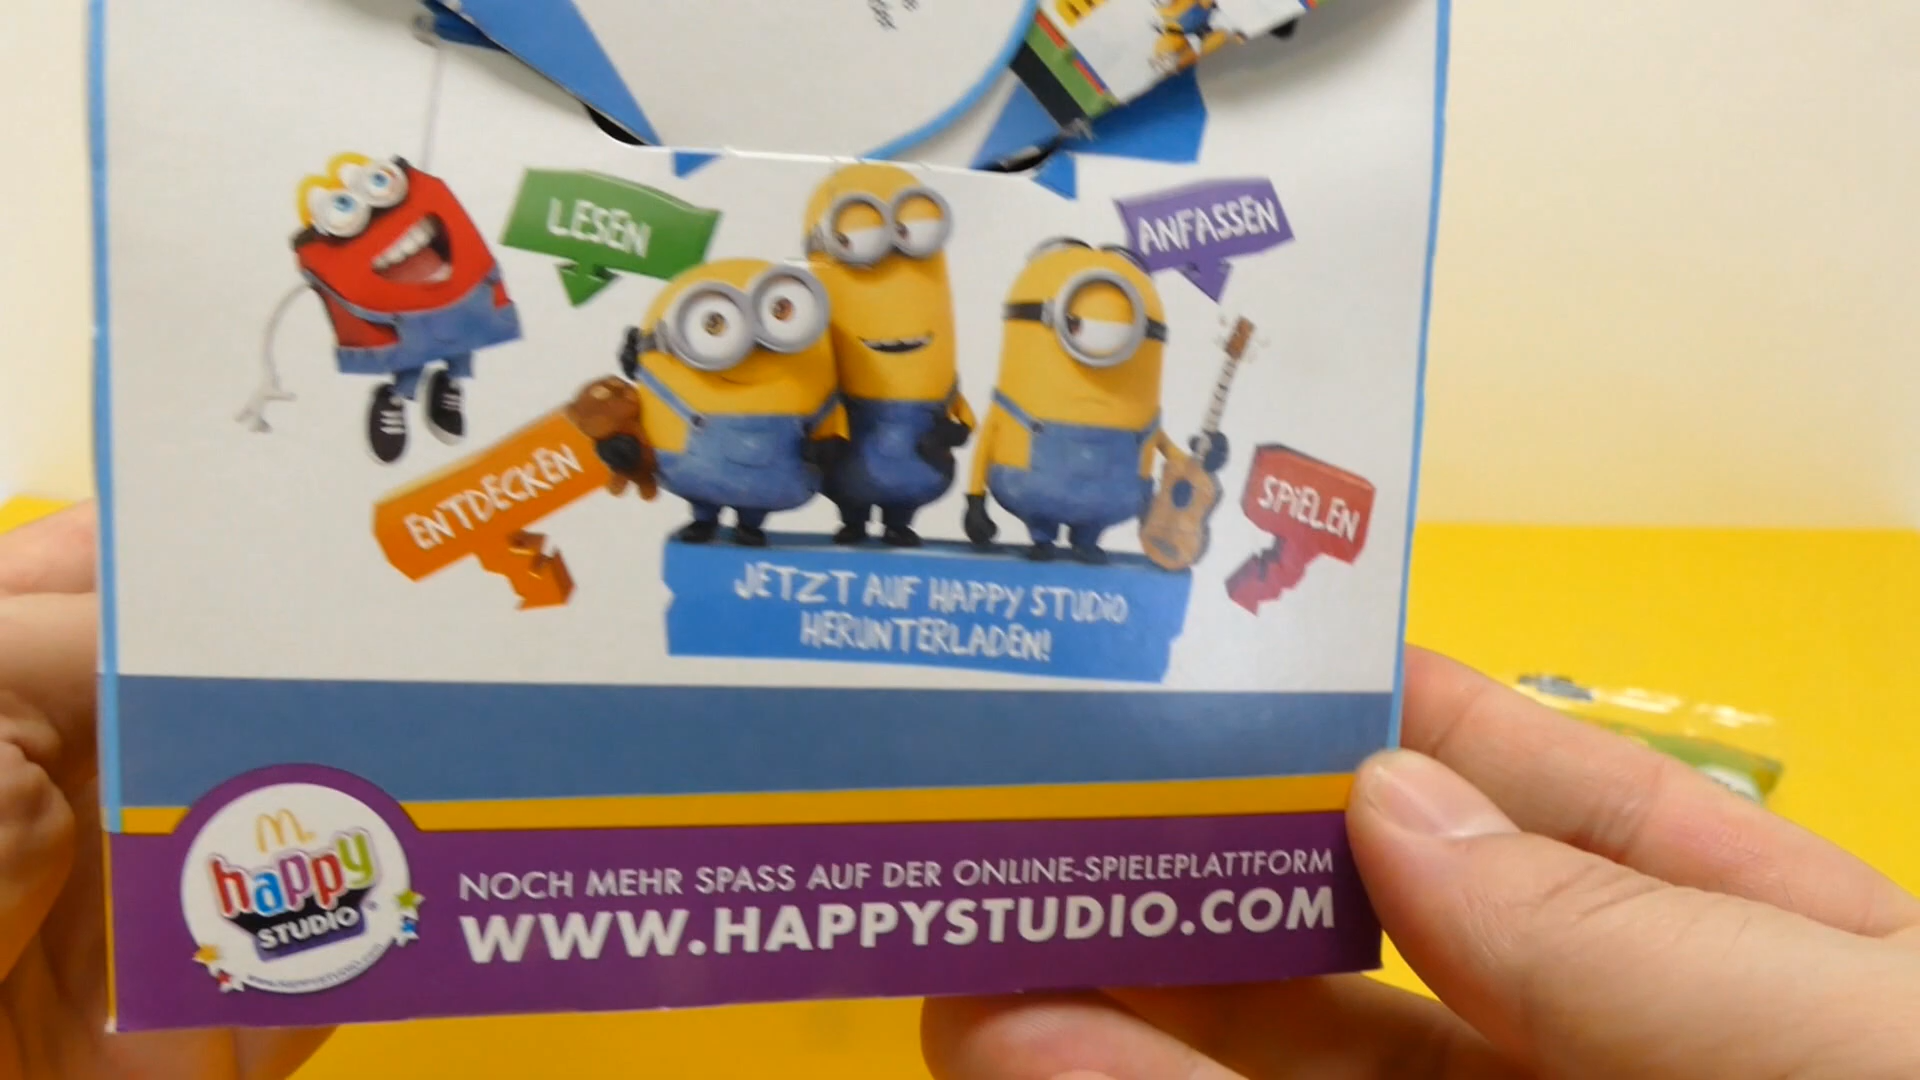 LESEN
ANFASSEN
ENTDECKEN
SPIELEN
JETZT AUF HAPPY STUDIO
HERUNTERLADEN!
happy
STUDIO
NOCH MEHR SPASS AUF DER ONLINE-SPIELEPLATTFORM
WWW.HAPPYSTUDIO.COM